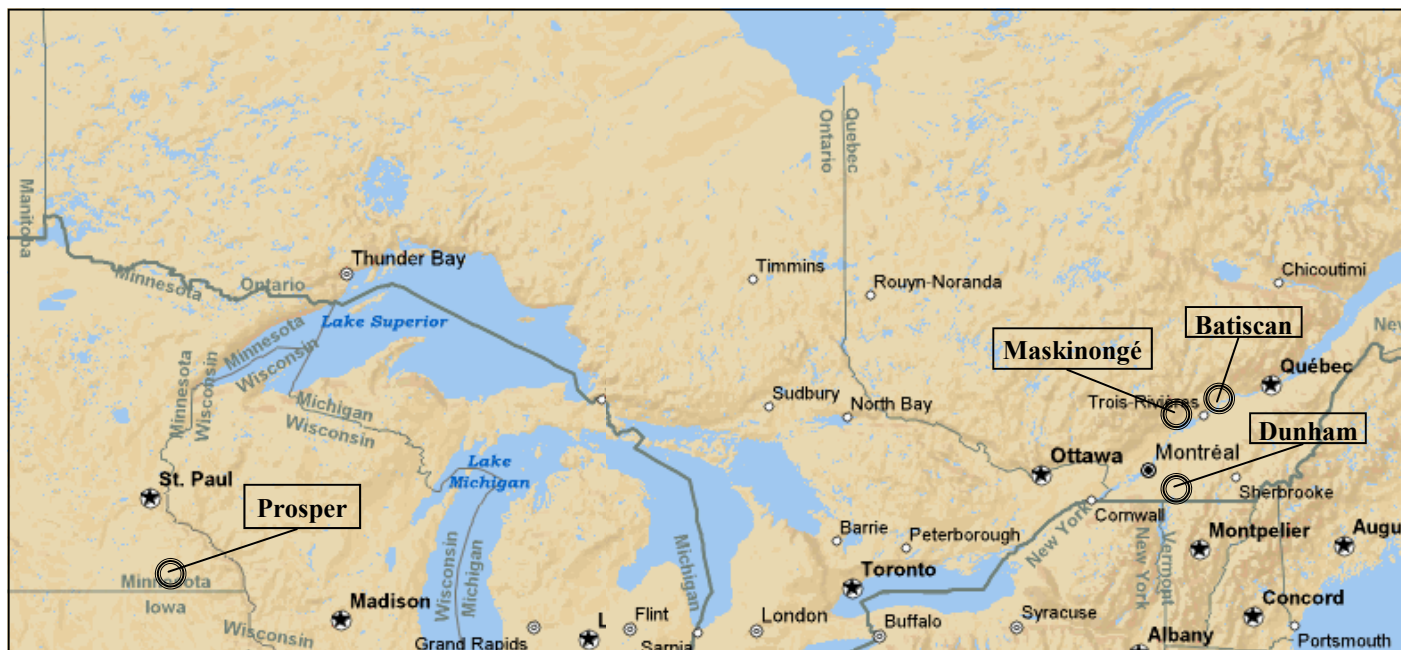 Manitoba
Minnesota
Ontario
Thunder Bay
Lake Superior
Minnesota
Wisconsin
Minnesota
Wisconsin
Michigan
Wisconsin
Quebec
Ontario
Timmins
Rouyn-Noranda
Chicoutimi
Maskinongé
Batiscan
New
Québec
Trois-Rivières
Dunham
Sudbury
North Bay
Ottawa
Montréal
Sherbrooke
Cornwall
Lake
Michigan
St. Paul
Prosper
Minnesota
Iowa
Wisconsin
Madison
Wisconsin
Michigan
Grand Rapids
L
Flint
Sarnia
Michigan
London
Barrie
Peterborough
Toronto
Buffalo
Syracuse
New York
New York
Vermont
Montpelier
Augu
Concord
Albany
Portsmouth